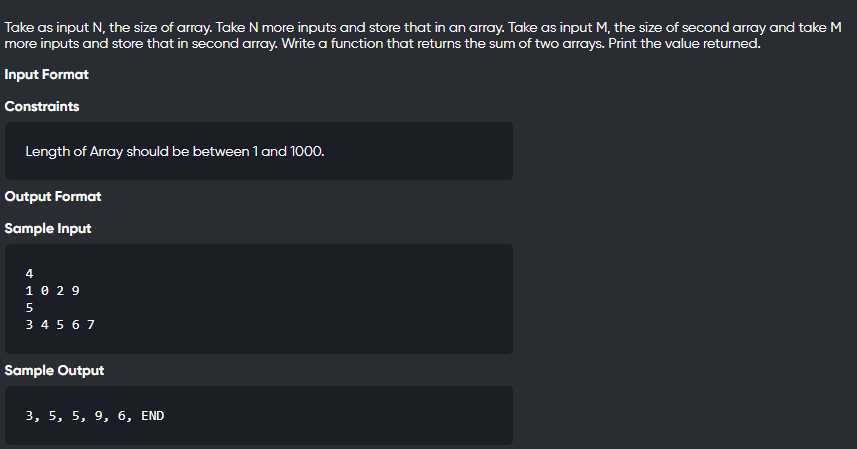 Take as input N, the size of array. Take N more inputs and store that in an array. Take as input M, the size of second array and take M
more inputs and store that in second array. Write a function that returns the sum of two arrays. Print the value returned.
Input Format
Constraints
Length of Array should be between 1 and 1000.
Output Format
Sample Input
4
1 0 2 9
5
3 4 5 6 7
Sample Output
3, 5, 5, 9, 6, END